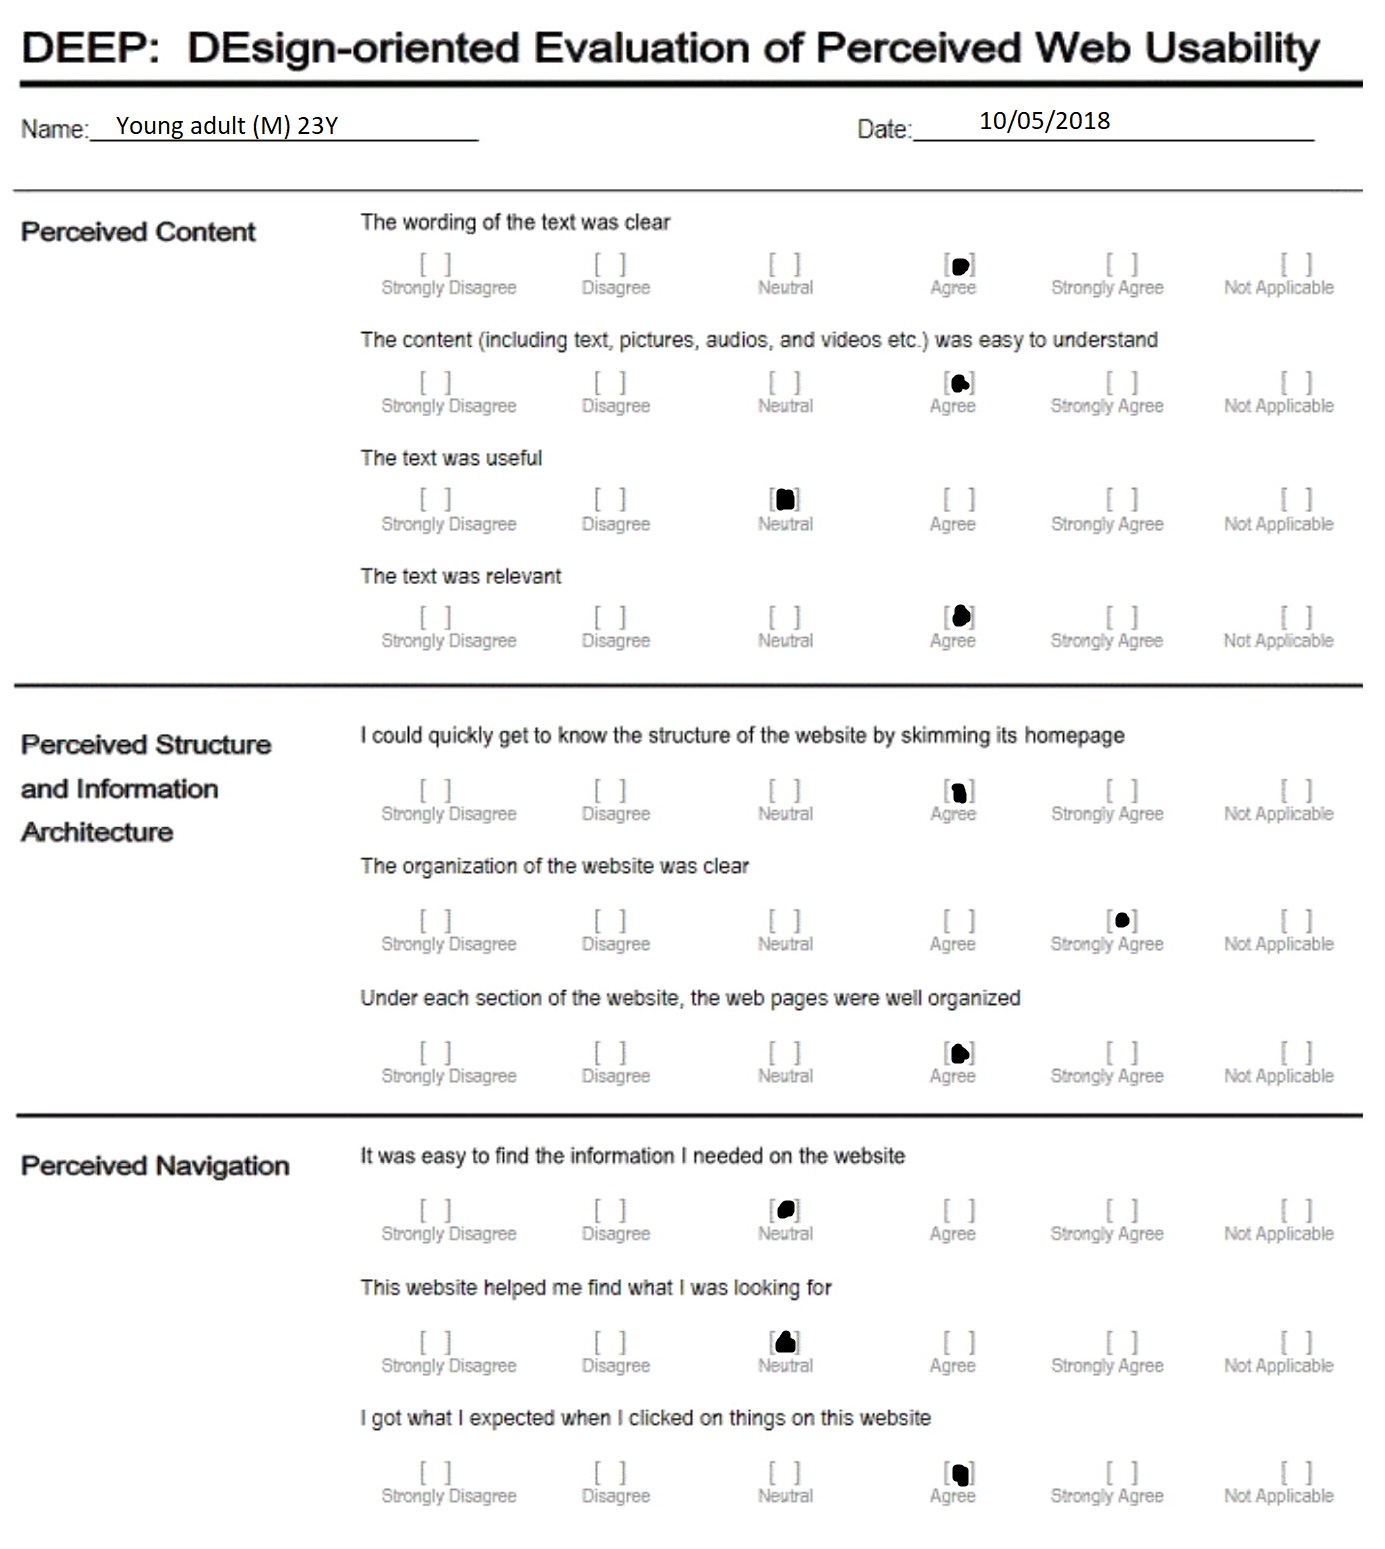 DEEP: DEsign-oriented Evaluation of Perceived Web Usability
Name: Young adult (M) 23Y Date: 10/05/2018
Perceived Content
The wording of the text was clear
[ ] [ ] [ ] [●] [ ] [ ]
Strongly Disagree Disagree Neutral Agree Strongly Agree Not Applicable
The content (including text, pictures, audios, and videos etc.) was easy to understand
[ ] [ ] [ ] [●] [ ] [ ]
Strongly Disagree Disagree Neutral Agree Strongly Agree Not Applicable
The text was useful
[ ] [ ] [●] [ ] [ ] [ ]
Strongly Disagree Disagree Neutral Agree Strongly Agree Not Applicable
The text was relevant
[ ] [ ] [ ] [●] [ ] [ ]
Strongly Disagree Disagree Neutral Agree Strongly Agree Not Applicable
Perceived Structure
and Information
Architecture
I could quickly get to know the structure of the website by skimming its homepage
[ ] [ ] [ ] [●] [ ] [ ]
Strongly Disagree Disagree Neutral Agree Strongly Agree Not Applicable
The organization of the website was clear
[ ] [ ] [ ] [ ] [●] [ ]
Strongly Disagree Disagree Neutral Agree Strongly Agree Not Applicable
Under each section of the website, the web pages were well organized
[ ] [ ] [ ] [●] [ ] [ ]
Strongly Disagree Disagree Neutral Agree Strongly Agree Not Applicable
Perceived Navigation
It was easy to find the information I needed on the website
[ ] [ ] [●] [ ] [ ] [ ]
Strongly Disagree Disagree Neutral Agree Strongly Agree Not Applicable
This website helped me find what I was looking for
[ ] [ ] [●] [ ] [ ] [ ]
Strongly Disagree Disagree Neutral Agree Strongly Agree Not Applicable
I got what I expected when I clicked on things on this website
[ ] [ ] [ ] [●] [ ] [ ]
Strongly Disagree Disagree Neutral Agree Strongly Agree Not Applicable